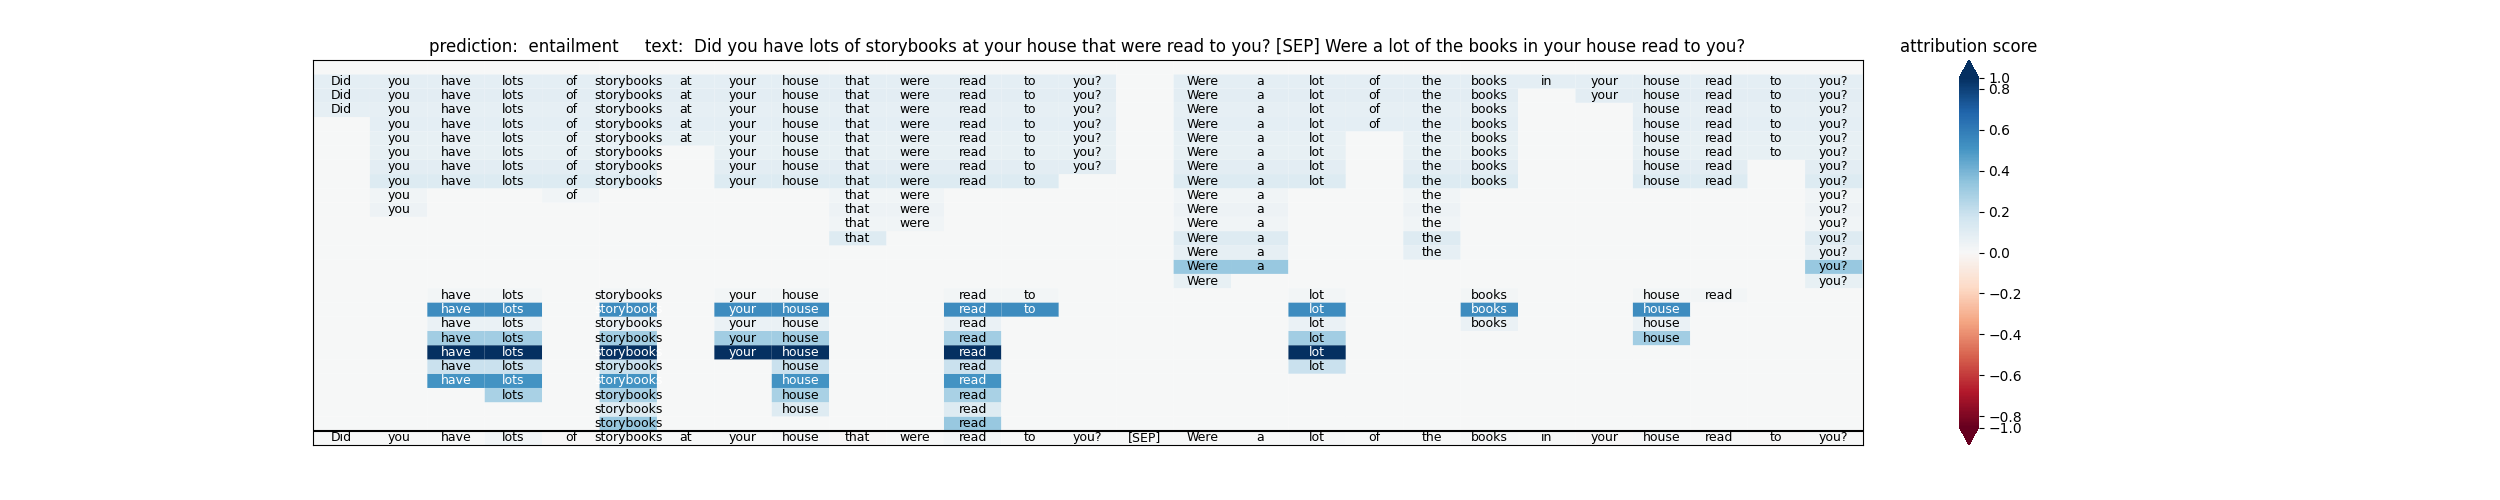 prediction: entailment text: Did you have lots of storybooks at your house that were read to you? [SEP] Were a lot of the books in your house read to you? attribution score
Did you have lots of storybooks at your house that were read to you? Were a lot of the books in your house read to you? 1.0
Did you have lots of storybooks at your house that were read to you? Were a lot of the books your house read to you? 0.8
Did you have lots of storybooks at your house that were read to you? Were a lot of the books house read to you?
you have lots of storybooks at your house that were read to you? Were a lot of the books house read to you? 0.6
you have lots of storybooks at your house that were read to you? Were a lot the books house read to you?
you have lots of storybooks your house that were read to you? Were a lot the books house read to you?
you have lots of storybooks your house that were read to you? Were a lot the books house read you? 0.4
you have lots of storybooks your house that were read to Were a lot the books house read you?
you of that were Were a the you?
you that were Were a the you? 0.2
that were Were a the you?
that Were a the you?
Were a the you? 0.0
Were a you?
Were you?
have lots storybooks your house read to lot books house read −0.2
have lots storybook your house read to lot books house
have lots storybooks your house read lot books house
have lots storybooks your house read lot house −0.4
have lots storybook your house read lot
have lots storybooks house read lot
have lots storybook house read −0.6
lots storybooks house read
storybooks house read
storybooks read −0.8
Did you have lots of storybooks at your house that were read to you? [SEP] Were a lot of the books in your house read to you? −1.0